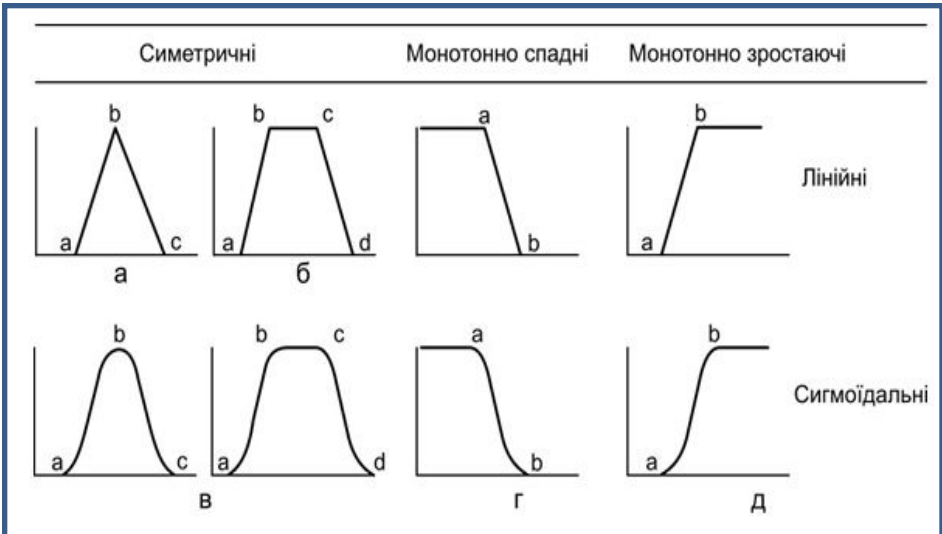 Симетричні Монотонно спадні Монотонно зростаючі
b b c a b
Лінійні
a c a d b a
а б
b b c a b
Сигмоїдальні
a c a d b a
в г д